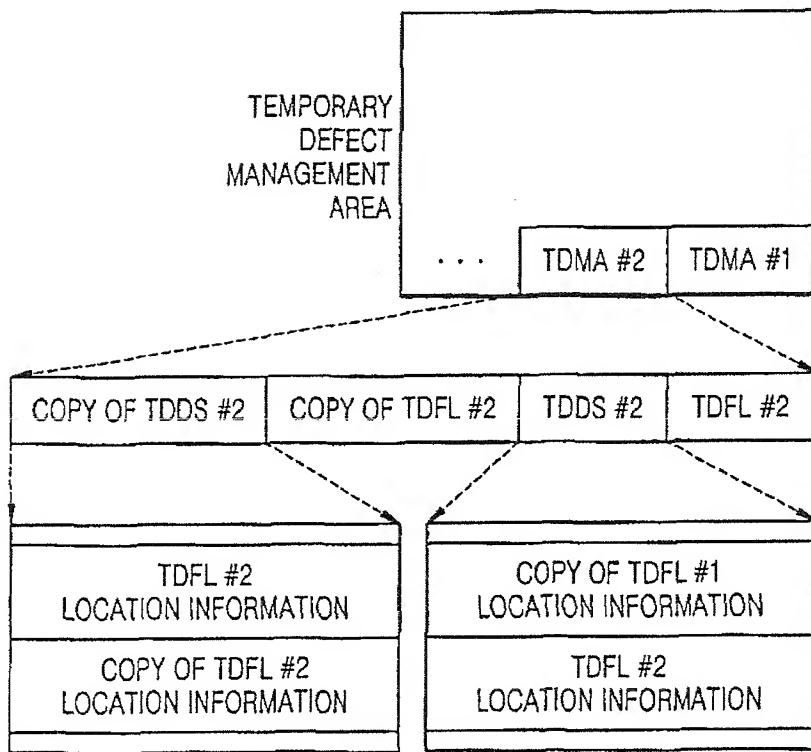 TEMPORARY
DEFECT
MANAGEMENT
AREA
. . .
TDMA #2
TDMA #1
COPY OF TDDS #2
COPY OF TDFL #2
TDDS #2
TDFL #2
TDFL #2
LOCATION INFORMATION
COPY OF TDFL #2
LOCATION INFORMATION
COPY OF TDFL #1
LOCATION INFORMATION
TDFL #2
LOCATION INFORMATION